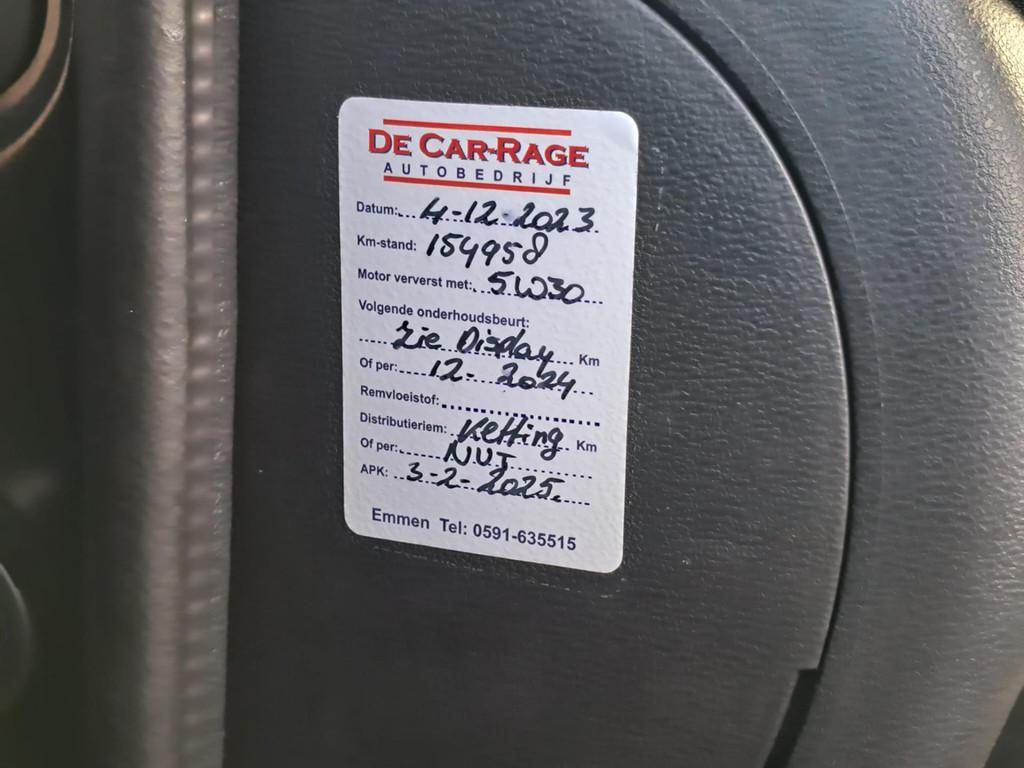 DE CAR-RAGE
AUTOBEDRIJF
Datum: 4-12-2023
Km-stand: 154958
Motor ververst met: 5W30
Volgende onderhoudsbeurt:
zie Display Km
Of per: 12-2024
Remvloeistof:
Distributieriem: Ketting Km
Of per: NVT
APK: 3-2-2025.
Emmen Tel: 0591-635515